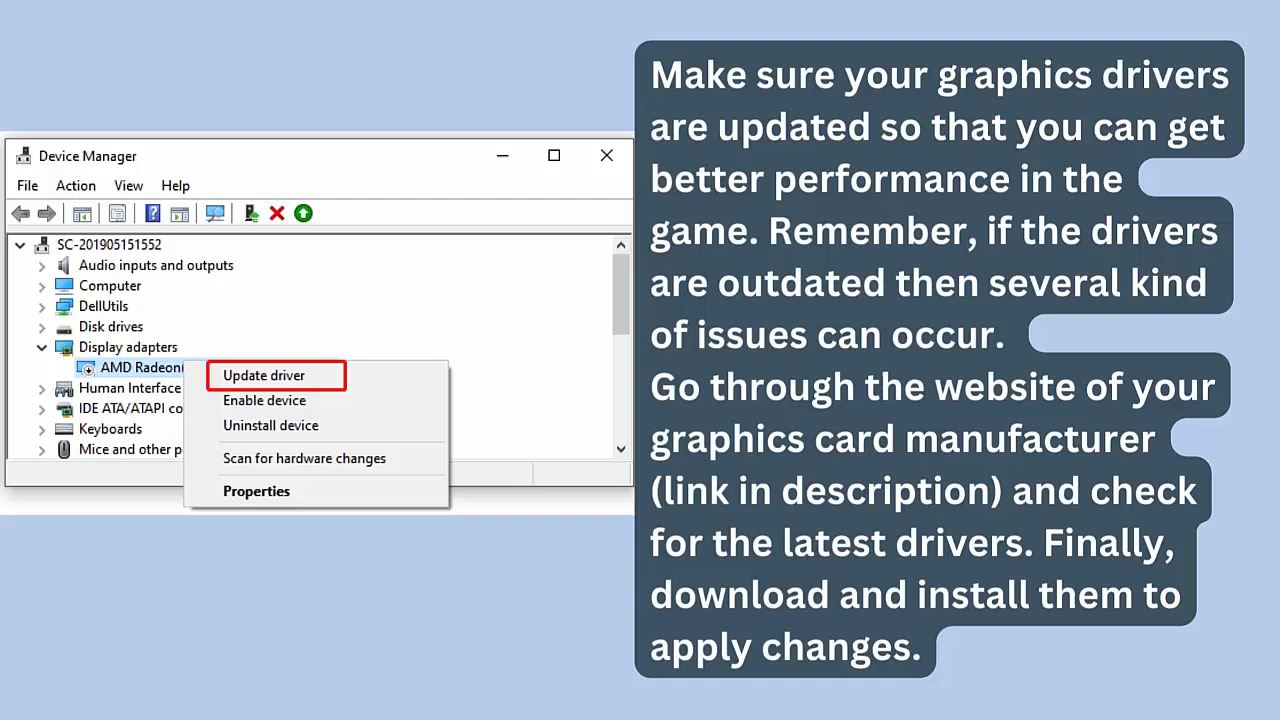 Device Manager
File Action View Help
SC-201905151552
Audio inputs and outputs
Computer
DellUtils
Disk drives
Display adapters
AMD Radeon
Human Interface
IDE ATA/ATAPI co
Keyboards
Mice and other p
Update driver
Enable device
Uninstall device
Scan for hardware changes
Properties
Make sure your graphics drivers
are updated so that you can get
better performance in the
game. Remember, if the drivers
are outdated then several kind
of issues can occur.
Go through the website of your
graphics card manufacturer
(link in description) and check
for the latest drivers. Finally,
download and install them to
apply changes.